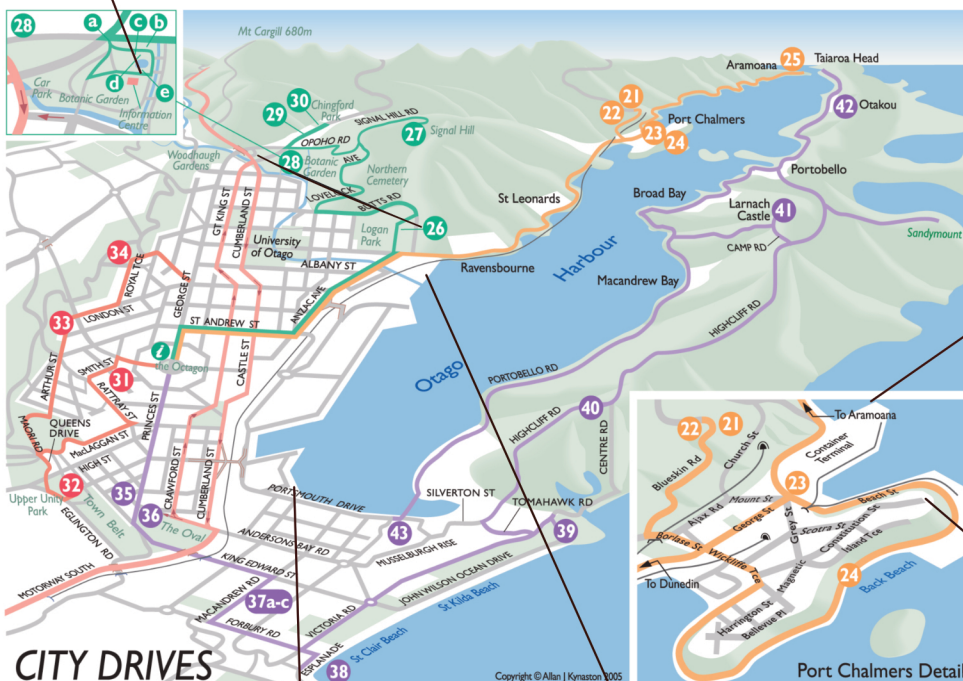 28
a
c
b
d
e
Car
Park
Botanic Garden
Information
Centre
Mt Cargill 680m
30
Chingford
Park
29
SIGNAL HILL RD
OPOHO RD
27
Signal Hill
28
Botanic
Garden
AVE
Northern
Cemetery
LOVELOCK
BUTTS RD
Woodhaugh
Gardens
Logan
Park
26
GT KING ST
CUMBERLAND ST
University
of Otago
ALBANY ST
34
ROYAL TCE
GEORGE ST
LONDON ST
33
ST ANDREW ST
ANZAC AVE
i
the Octagon
CASTLE ST
SMITH ST
ARTHUR ST
31
RATTRAY ST
PRINCES ST
QUEENS
DRIVE
MAORI RD
MacLAGGAN ST
HIGH ST
32
Upper Unity
Park
Town Belt
35
36
CRAWFORD ST
CUMBERLAND ST
The Oval
EGLINGTON RD
MOTORWAY SOUTH
Aramoana
25
Taiaroa Head
21
22
Port Chalmers
23
24
42
Otakou
Portobello
St Leonards
Broad Bay
Larnach
Castle
41
CAMP RD
Sandymount
Ravensbourne
Harbour
Macandrew Bay
HIGHCLIFF RD
Otago
PORTOBELLO RD
HIGHCLIFF RD
40
CENTRE RD
PORTSMOUTH DRIVE
SILVERTON ST
TOMAHAWK RD
43
39
ANDERSONS BAY RD
MUSSELBURGH RISE
KING EDWARD ST
JOHN WILSON OCEAN DRIVE
St Kilda Beach
MACANDREW RD
37a-c
VICTORIA RD
FORBURY RD
St Clair Beach
ESPLANADE
38
CITY DRIVES
Copyright © Allan J Kynaston 2005
22
21
To Aramoana
Church St
Container
Terminal
Blueskin Rd
23
Mount St
Ajax Rd
George St
Grey St
Beach St
Scotia St
Constitution St
Island Tce
Borlase St
Wickliffe Tce
To Dunedin
Magnetic
24
Back Beach
Harrington St
Bellevue Pl
Port Chalmers Detail